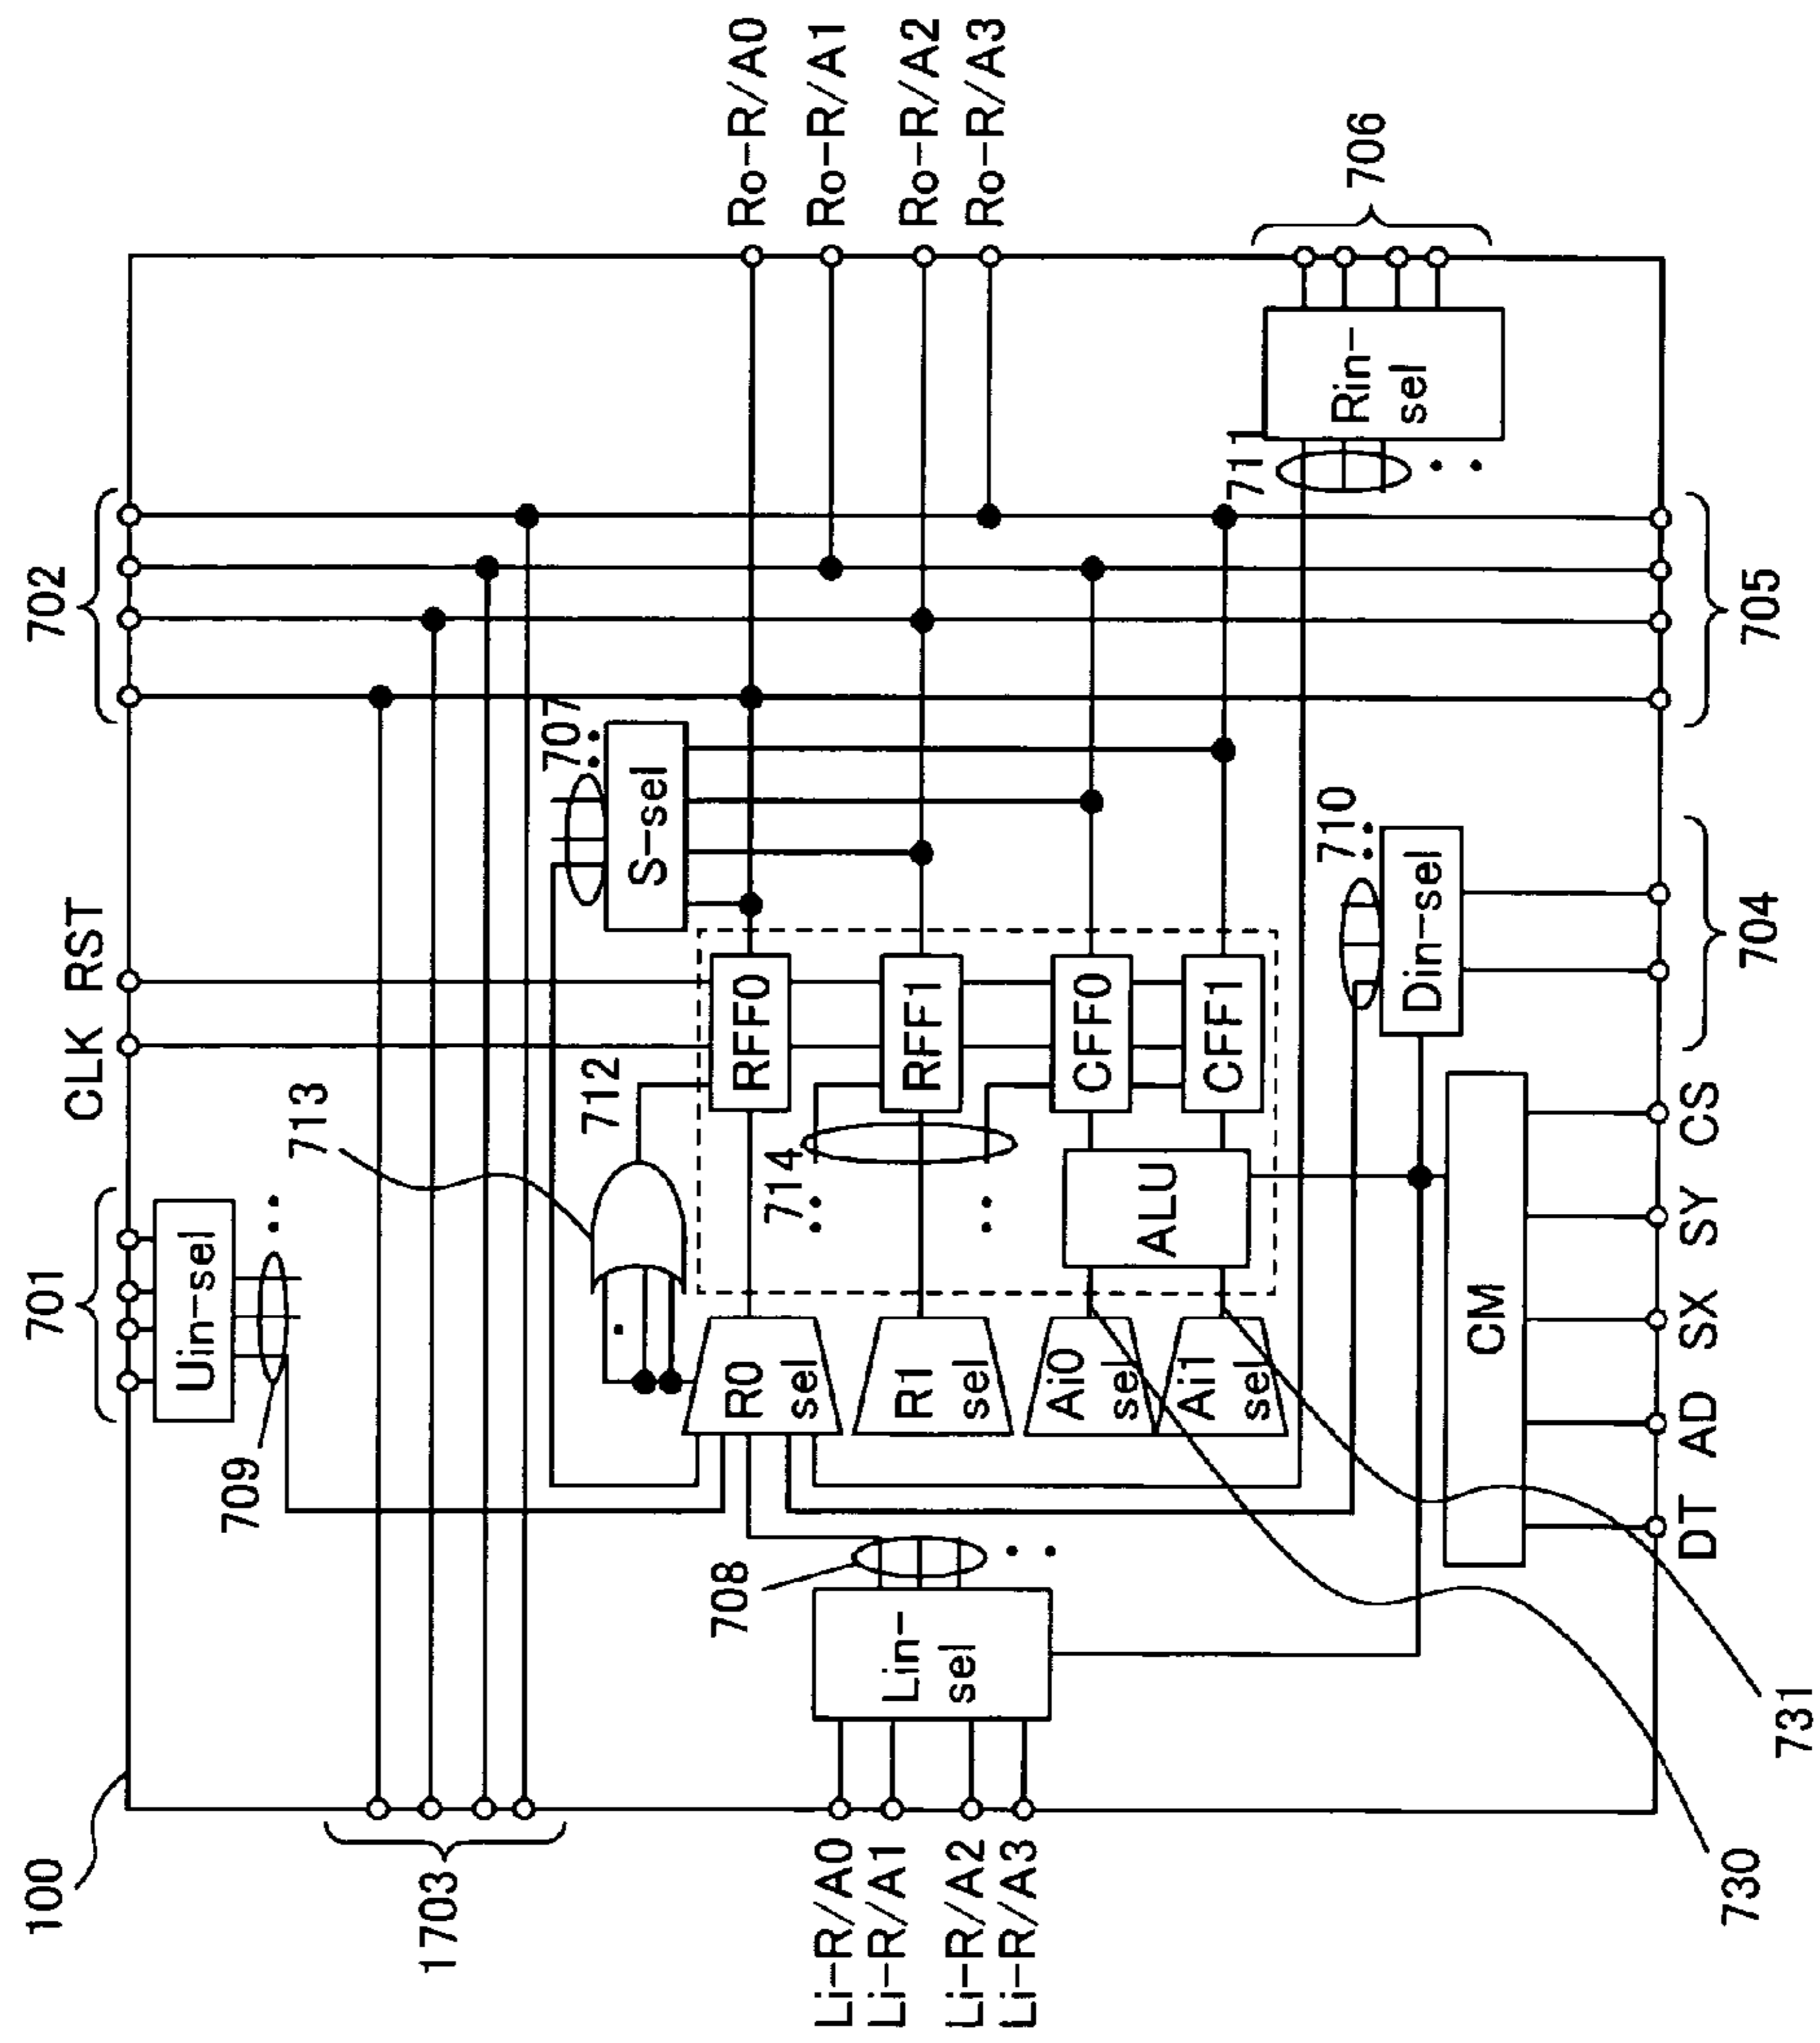 100
701
CLK
RST
702
1703
709
Uin-sel
713
712
707
S-sel
Ro-R/A0
Ro-R/A1
Ro-R/A2
Ro-R/A3
R0
sel
R1
sel
Ai0
sel
Ai1
sel
714
RFF0
RFF1
CFF0
CFF1
ALU
Li-R/A0
Li-R/A1
Li-R/A2
Li-R/A3
Lin-
sel
708
710
Din-sel
711
Rin-
sel
706
CM
DT
AD
SX
SY
CS
704
705
730
731